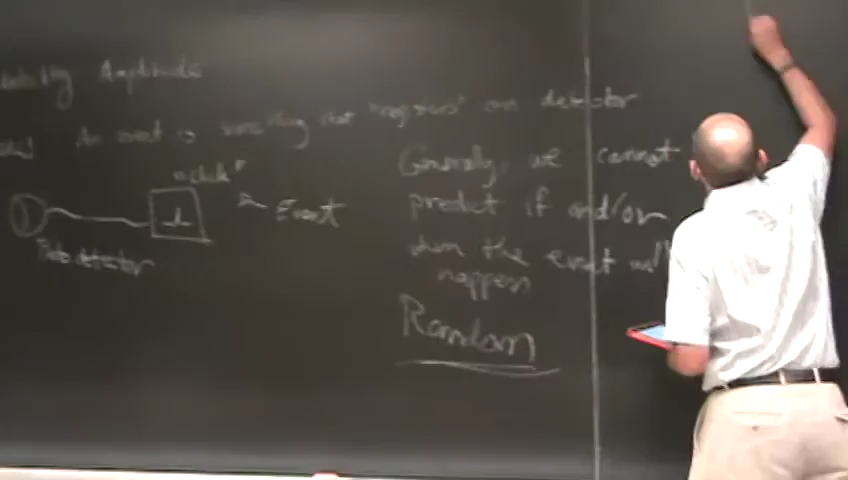 Amplitude
An event is something that "registers" on a detector
"click"
Event
Photodetector
Generally, we cannot
predict if and/or
when the event will
happen
Random